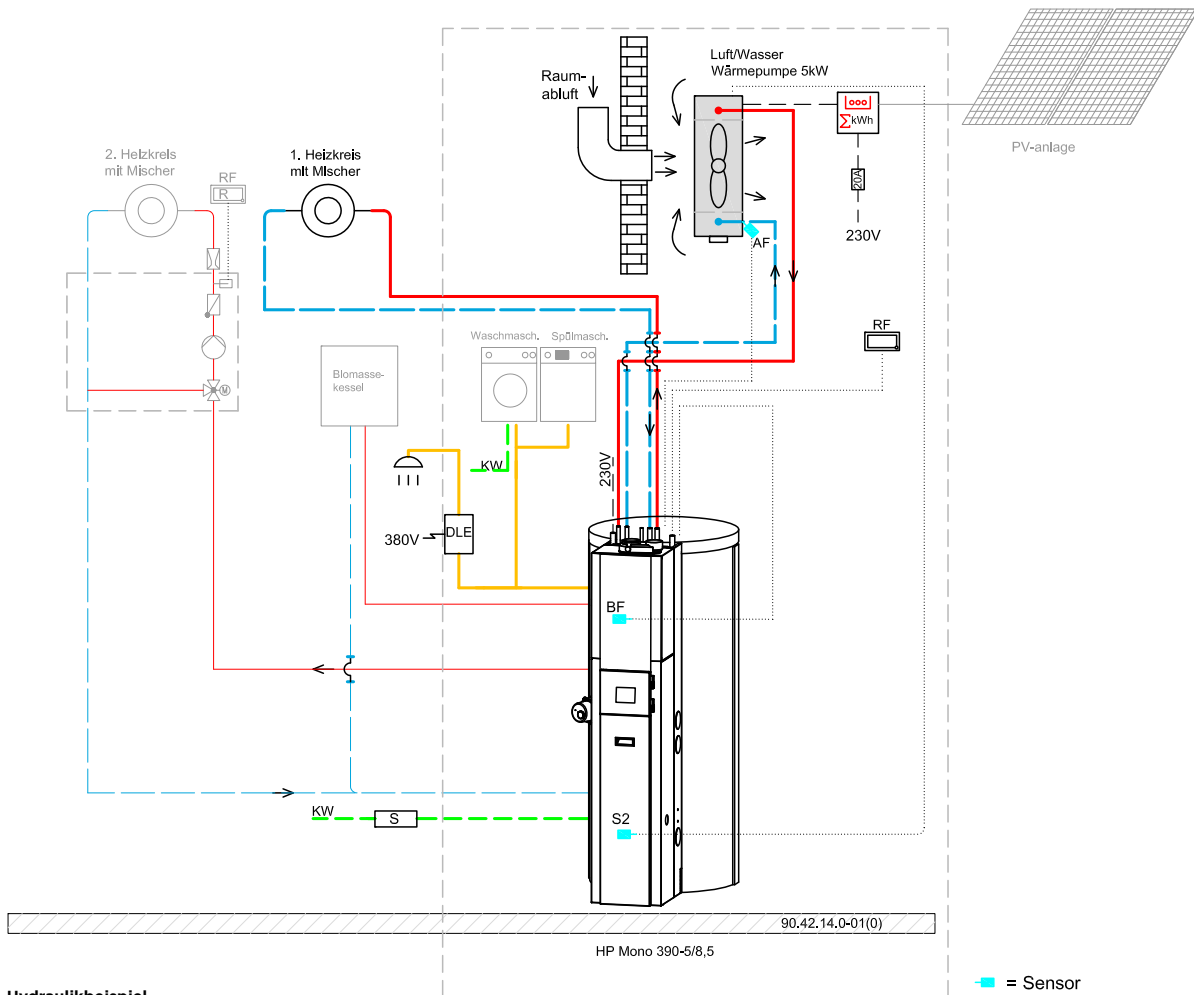 Luft/Wasser
Wärmepumpe 5kW
Raum-
abluft
∑kWh
PV-anlage
20A
230V
2. Heizkreis
mit Mischer
RF
R
1. Heizkreis
mit Mischer
AF
M
Waschmasch.
Spülmasch.
RF
Biomasse-
kessel
KW
230V
DLE
380V
BF
KW
S
S2
90.42.14.0-01(0)
HP Mono 390-5/8,5
= Sensor
Hydraulikbeispiel